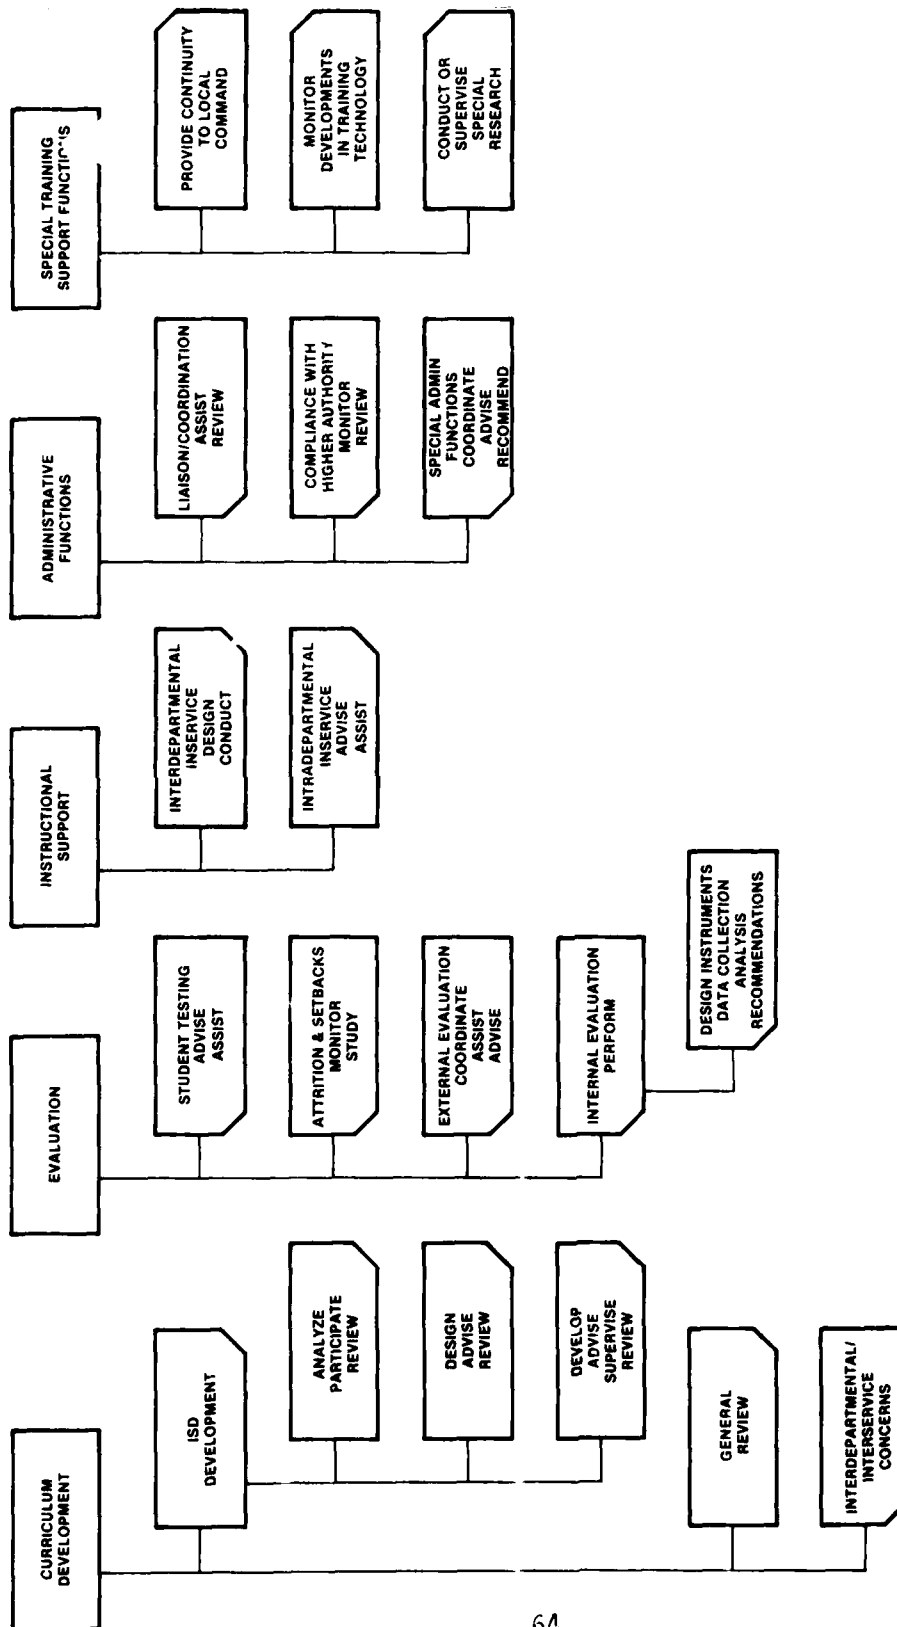 CURRICULUM
DEVELOPMENT
ISD
DEVELOPMENT
ANALYZE
PARTICIPATE
REVIEW
DESIGN
ADVISE
REVIEW
DEVELOP
ADVISE
SUPERVISE
REVIEW
GENERAL
REVIEW
INTERDEPARTMENTAL/
INTERSERVICE
CONCERNS
EVALUATION
STUDENT TESTING
ADVISE
ASSIST
ATTRITION & SETBACKS
MONITOR
STUDY
EXTERNAL EVALUATION
COORDINATE
ASSIST
ADVISE
INTERNAL EVALUATION
PERFORM
DESIGN INSTRUMENTS
DATA COLLECTION
ANALYSIS
RECOMMENDATIONS
INSTRUCTIONAL
SUPPORT
INTERDEPARTMENTAL
INSERVICE
DESIGN
CONDUCT
INTRADEPARTMENTAL
INSERVICE
ADVISE
ASSIST
ADMINISTRATIVE
FUNCTIONS
LIAISON/COORDINATION
ASSIST
REVIEW
COMPLIANCE WITH
HIGHER AUTHORITY
MONITOR
REVIEW
SPECIAL ADMIN
FUNCTIONS
COORDINATE
ADVISE
RECOMMEND
SPECIAL TRAINING
SUPPORT FUNCTIONS
PROVIDE CONTINUITY
TO LOCAL
COMMAND
MONITOR
DEVELOPMENTS
IN TRAINING
TECHNOLOGY
CONDUCT OR
SUPERVISE
SPECIAL
RESEARCH